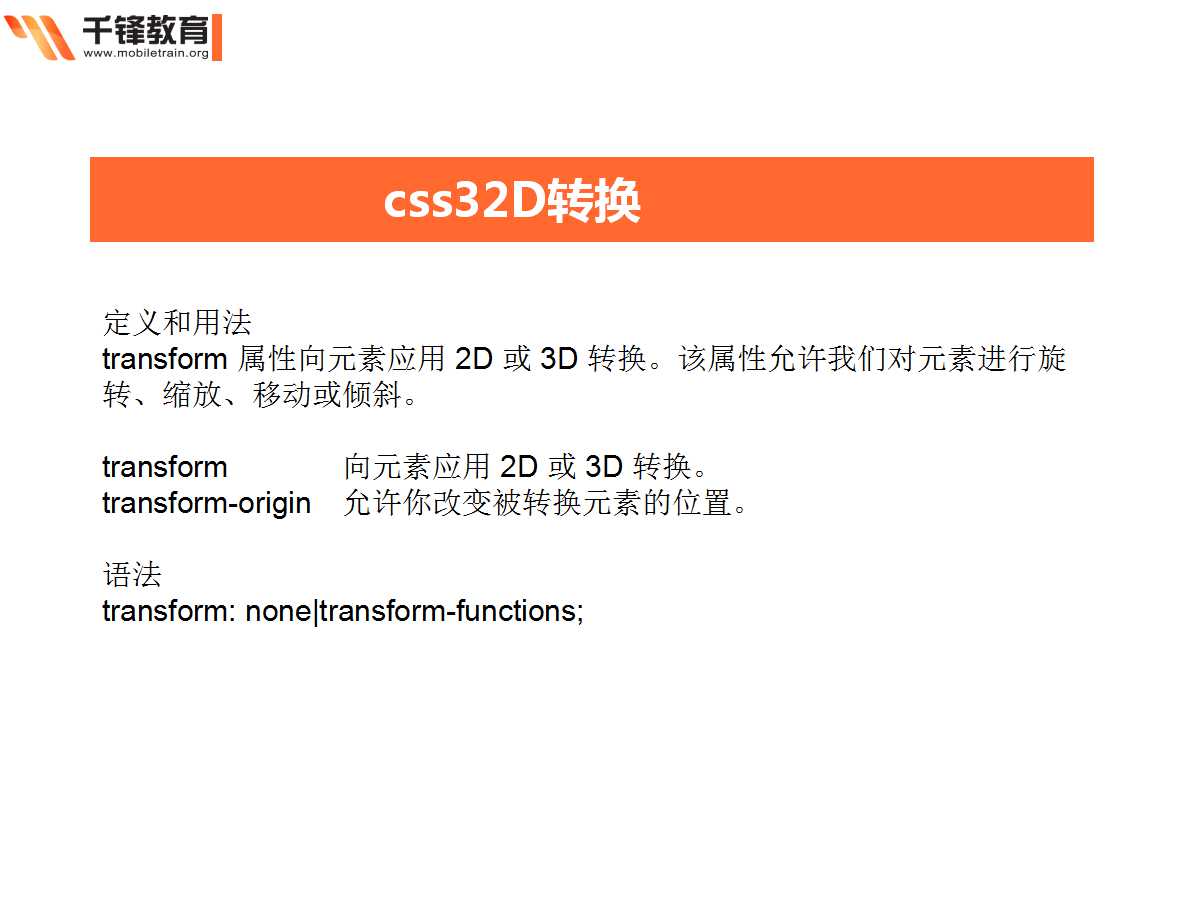 千锋教育
www.mobiletrain.org
css32D转换
定义和用法
transform 属性向元素应用 2D 或 3D 转换。该属性允许我们对元素进行旋
转、缩放、移动或倾斜。
transform 向元素应用 2D 或 3D 转换。
transform-origin 允许你改变被转换元素的位置。
语法
transform: none|transform-functions;